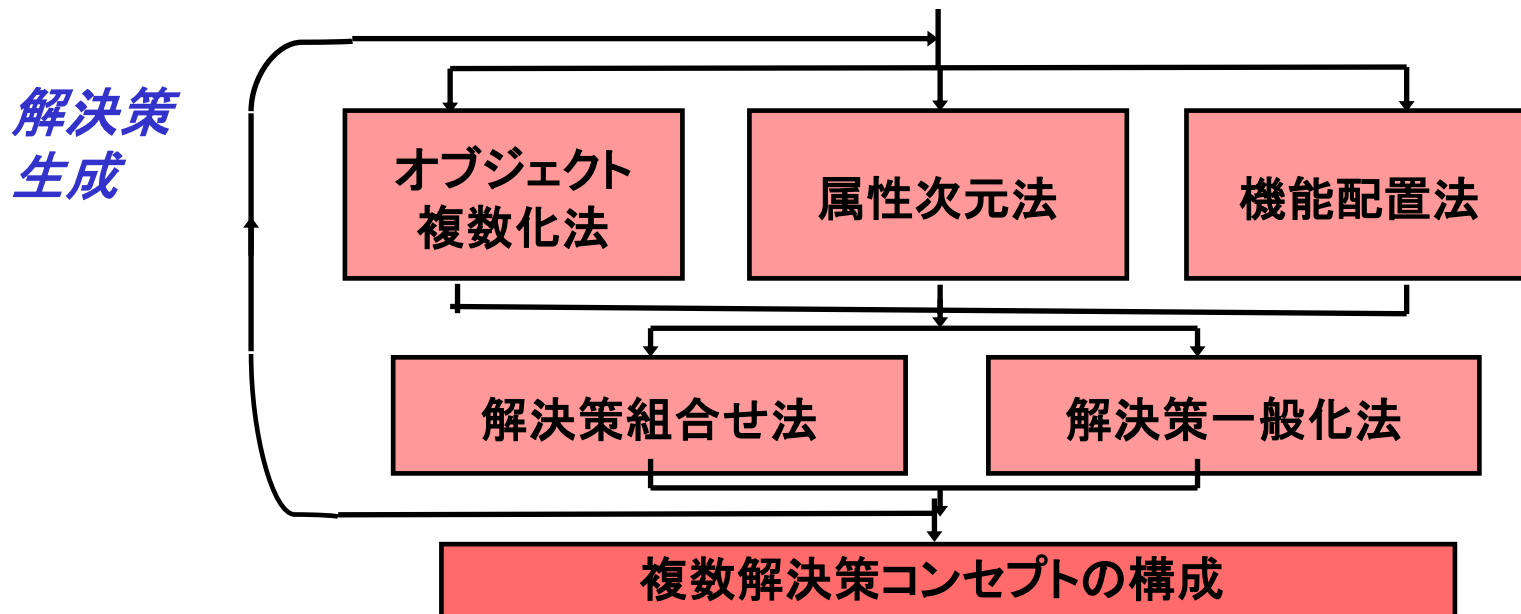 解決策
生成
オブジェクト
複数化法
属性次元法
機能配置法
解決策組合せ法
解決策一般化法
複数解決策コンセプトの構成